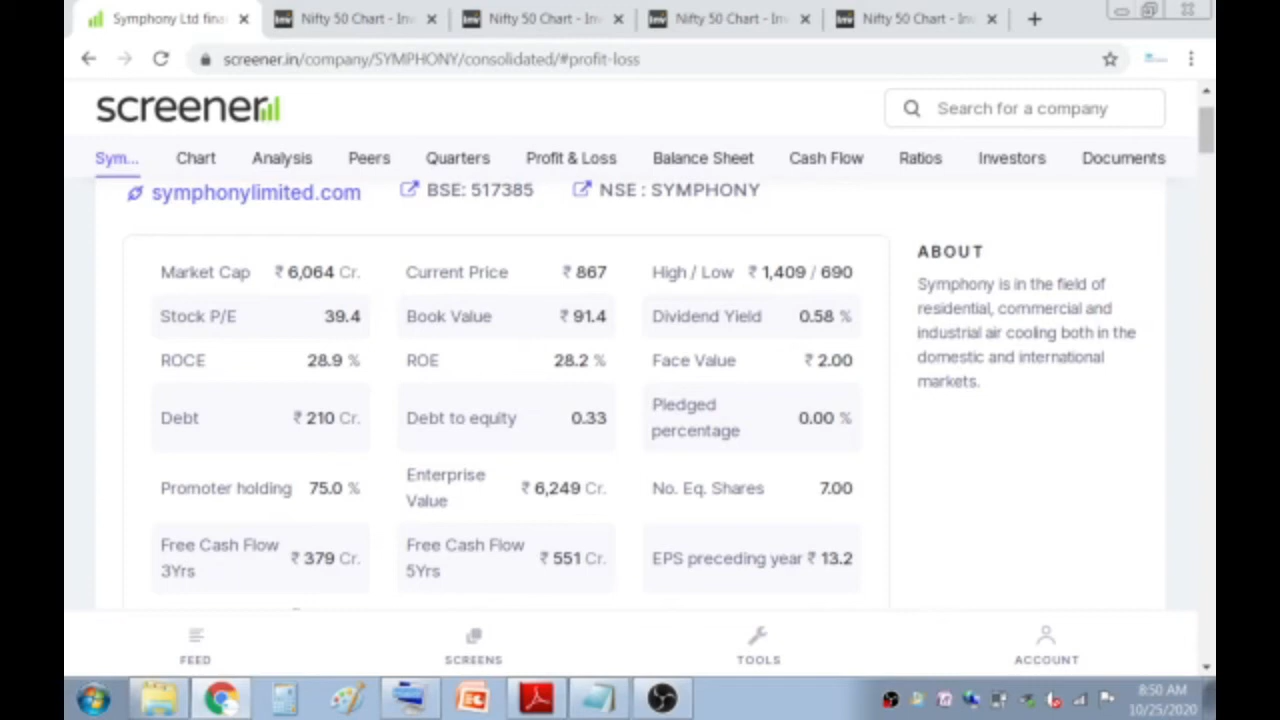 Symphony Ltd fina
Nifty 50 Chart - Inv
Nifty 50 Chart - Inv
Nifty 50 Chart - In
Nifty 50 Chart - Inv
screener.in/company/SYMPHONY/consolidated/#profit-loss
screener
Search for a company
Sym... Chart Analysis Peers Quarters Profit & Loss Balance Sheet Cash Flow Ratios Investors Documents
symphonylimited.com BSE: 517385 NSE : SYMPHONY
Market Cap ₹ 6,064 Cr. Current Price ₹ 867 High / Low ₹ 1,409 / 690
Stock P/E 39.4 Book Value ₹ 91.4 Dividend Yield 0.58 %
ROCE 28.9 % ROE 28.2 % Face Value ₹ 2.00
Debt ₹ 210 Cr. Debt to equity 0.33 Pledged percentage 0.00 %
Promoter holding 75.0 % Enterprise Value ₹ 6,249 Cr. No. Eq. Shares 7.00
Free Cash Flow 3Yrs ₹ 379 Cr. Free Cash Flow 5Yrs ₹ 551 Cr. EPS preceding year ₹ 13.2
ABOUT
Symphony is in the field of
residential, commercial and
industrial air cooling both in the
domestic and international
markets.
FEED SCREENS TOOLS ACCOUNT
8:50 AM
10/25/2020